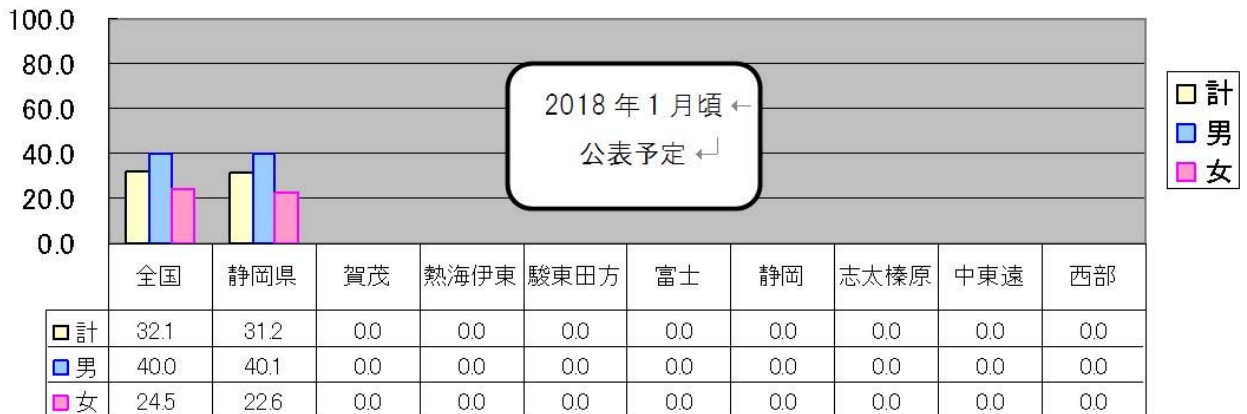 100.0
80.0
60.0
40.0
20.0
0.0
2018年1月頃←
公表予定↵
計
男
女
全国 静岡県 賀茂 熱海伊東 駿東田方 富士 静岡 志太榛原 中東遠 西部
計 32.1 31.2 0.0 0.0 0.0 0.0 0.0 0.0 0.0 0.0
男 40.0 40.1 0.0 0.0 0.0 0.0 0.0 0.0 0.0 0.0
女 24.5 22.6 0.0 0.0 0.0 0.0 0.0 0.0 0.0 0.0